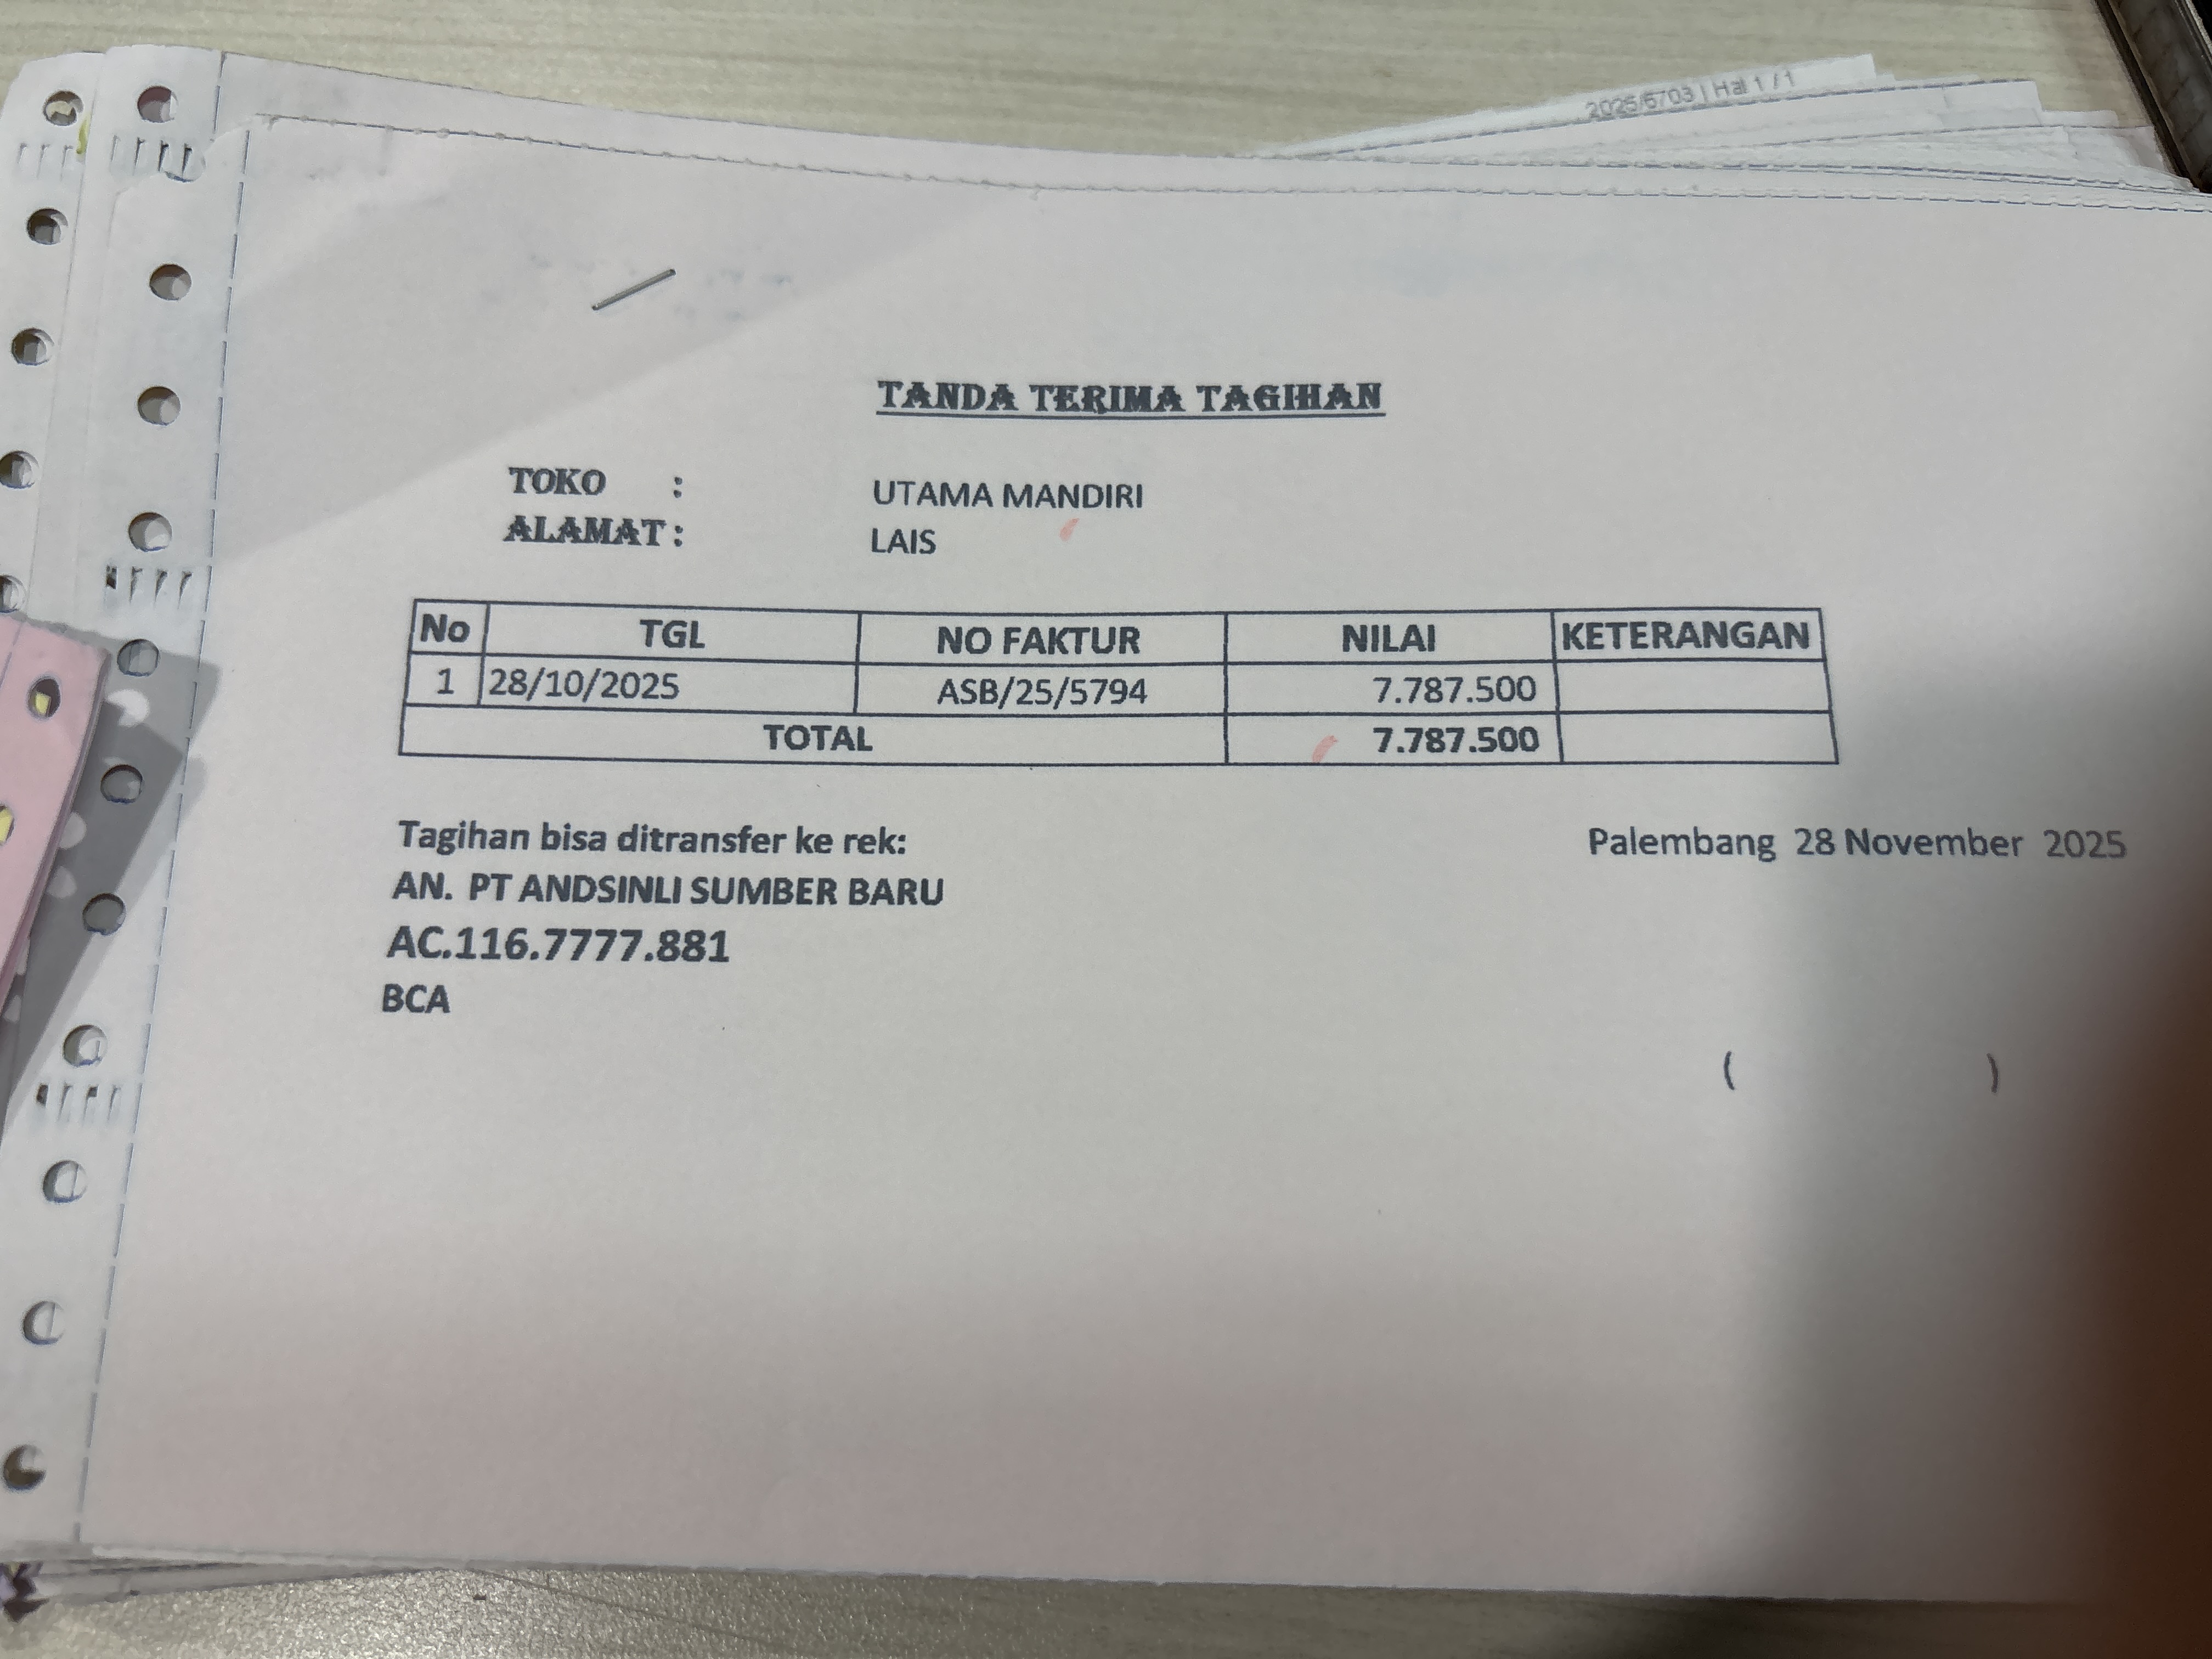 2025/6703 | Hal 1 / 1
TANDA TERIMA TAGIHAN
TOKO : UTAMA MANDIRI
ALAMAT : LAIS
No TGL NO FAKTUR NILAI KETERANGAN
1 28/10/2025 ASB/25/5794 7.787.500
TOTAL 7.787.500
Tagihan bisa ditransfer ke rek: Palembang 28 November 2025
AN. PT ANDSINLI SUMBER BARU
AC.116.7777.881
BCA
( )